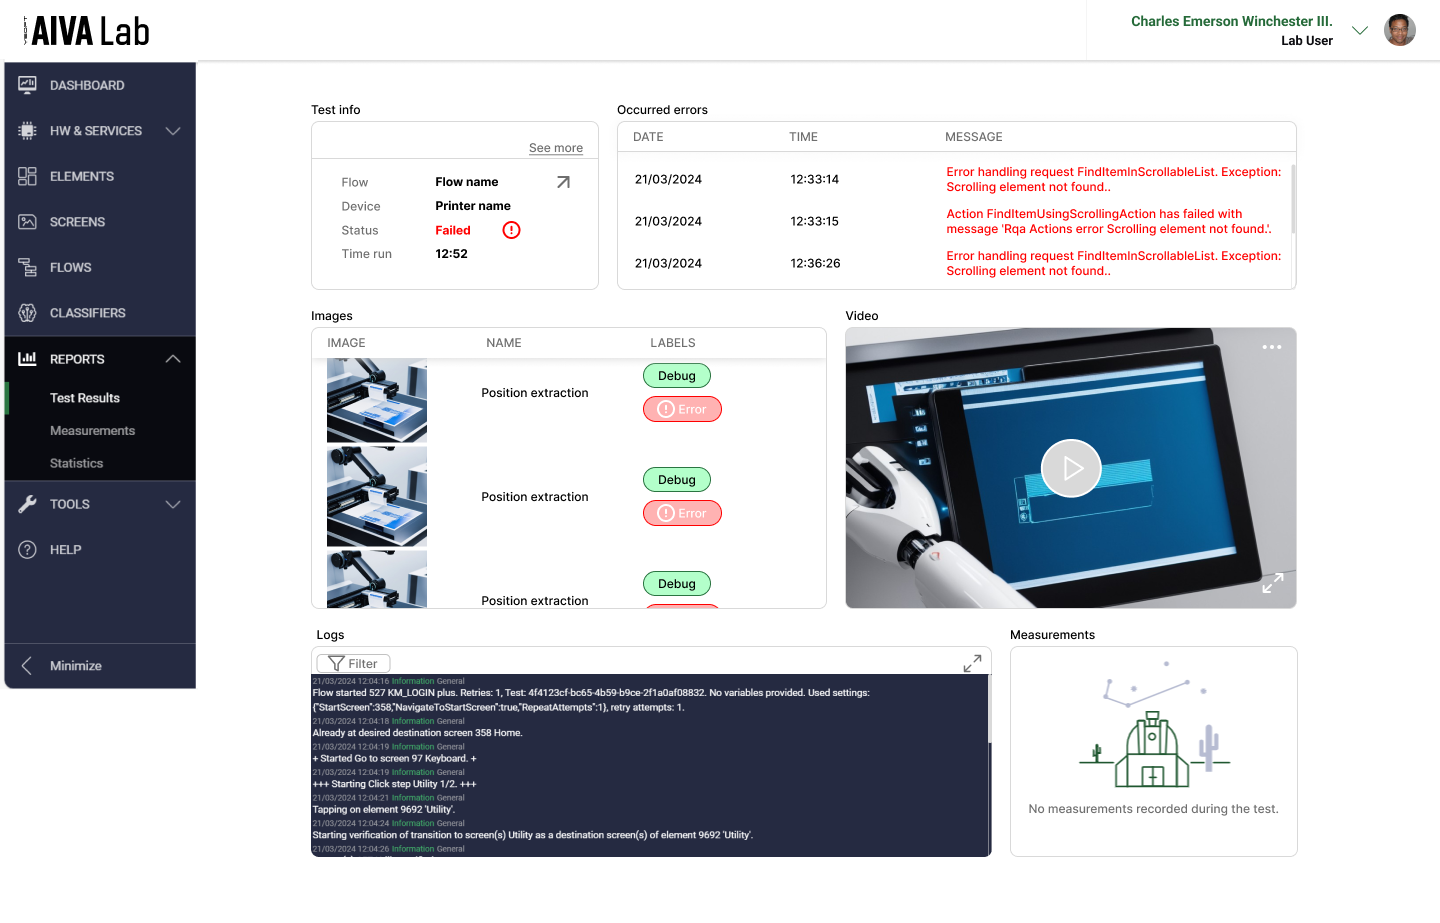 AIVA Lab
Charles Emerson Winchester III.
Lab User
DASHBOARD
HW & SERVICES
ELEMENTS
SCREENS
FLOWS
CLASSIFIERS
REPORTS
Test Results
Measurements
Statistics
TOOLS
HELP
Minimize
Test info
See more
Flow Flow name
Device Printer name
Status Failed
Time run 12:52
Occurred errors
DATE TIME MESSAGE
21/03/2024 12:33:14 Error handling request FindItemInScrollableList. Exception:
Scrolling element not found..
21/03/2024 12:33:15 Action FindItemUsingScrollingAction has failed with
message 'Rqa Actions error Scrolling element not found.'.
21/03/2024 12:36:26 Error handling request FindItemInScrollableList. Exception:
Scrolling element not found..
Images
IMAGE NAME LABELS
Position extraction Debug
Error
Position extraction Debug
Error
Position extraction Debug
Video
Logs
Filter
21/03/2024 12:04:16 Information General
Flow started 527 KM_LOGIN plus. Retries: 1, Test: 4f4123cf-bc65-4b59-b9ce-2f1a0af08832. No variables provided. Used settings:
{"StartScreen":358,"NavigateToStartScreen":true,"RepeatAttempts":1}, retry attempts: 1.
21/03/2024 12:04:18 Information General
Already at desired destination screen 358 Home.
21/03/2024 12:04:19 Information General
+ Started Go to screen 97 Keyboard. +
21/03/2024 12:04:19 Information General
+++ Starting Click step Utility 1/2. +++
21/03/2024 12:04:21 Information General
Tapping on element 9692 'Utility'.
21/03/2024 12:04:24 Information General
Starting verification of transition to screen(s) Utility as a destination screen(s) of element 9692 'Utility'.
21/03/2024 12:04:26 Information General
Measurements
No measurements recorded during the test.